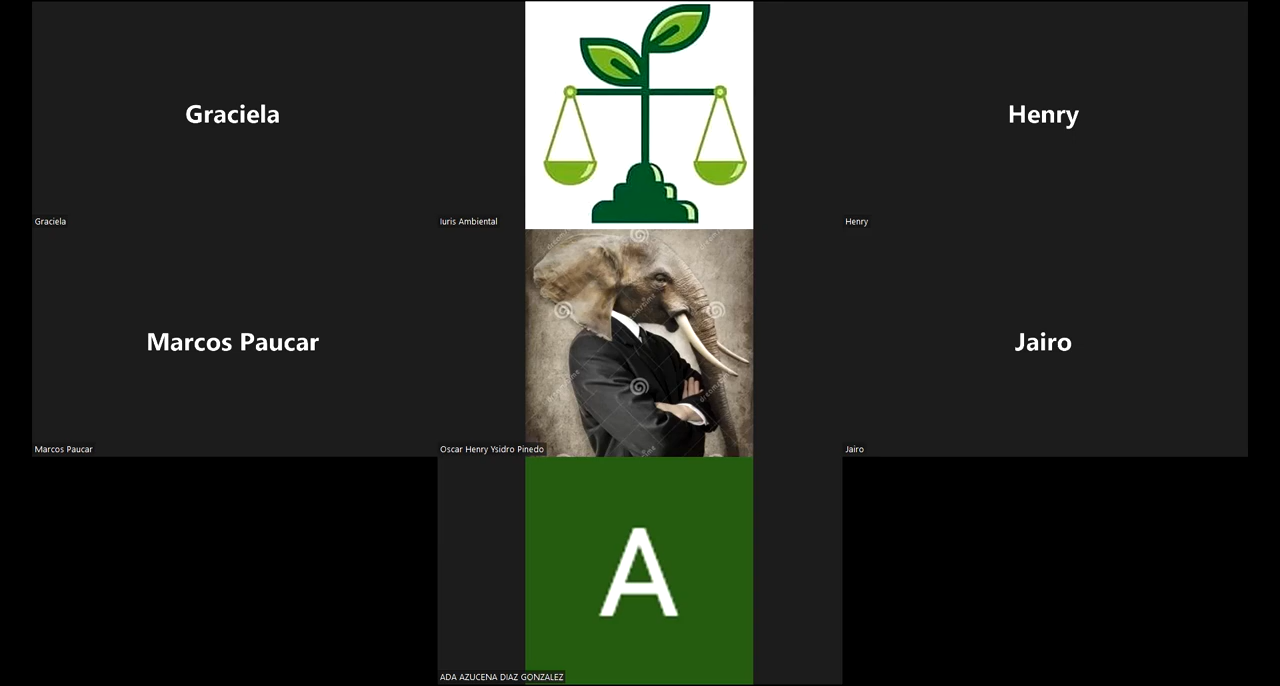 Graciela
Graciela
Iuris Ambiental
Henry
Henry
Marcos Paucar
Marcos Paucar
Oscar Henry Ysidro Pinedo
Jairo
Jairo
A
ADA AZUCENA DIAZ GONZALEZ